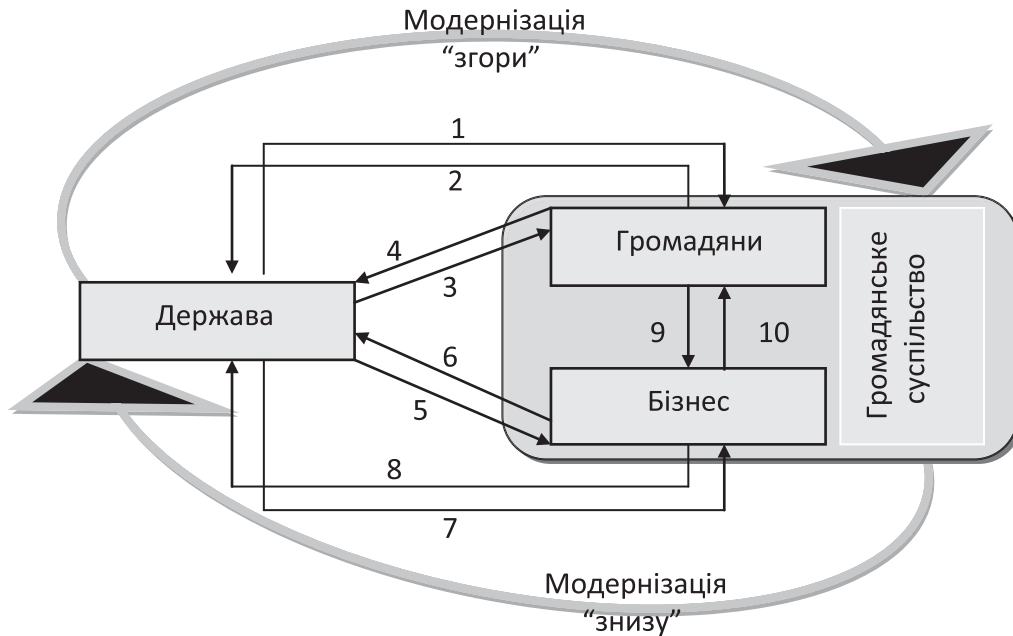 Модернізація
“згори”
1
2
4
3
Громадяни
Держава
9
10
6
5
Бізнес
Громадянське
суспільство
8
7
Модернізація
“знизу”